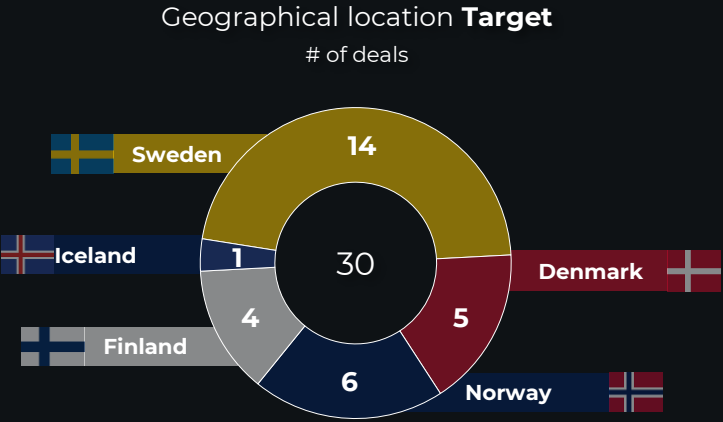 Geographical location Target
# of deals
14
Sweden
Iceland
1
30
Denmark
4
5
Finland
6
Norway